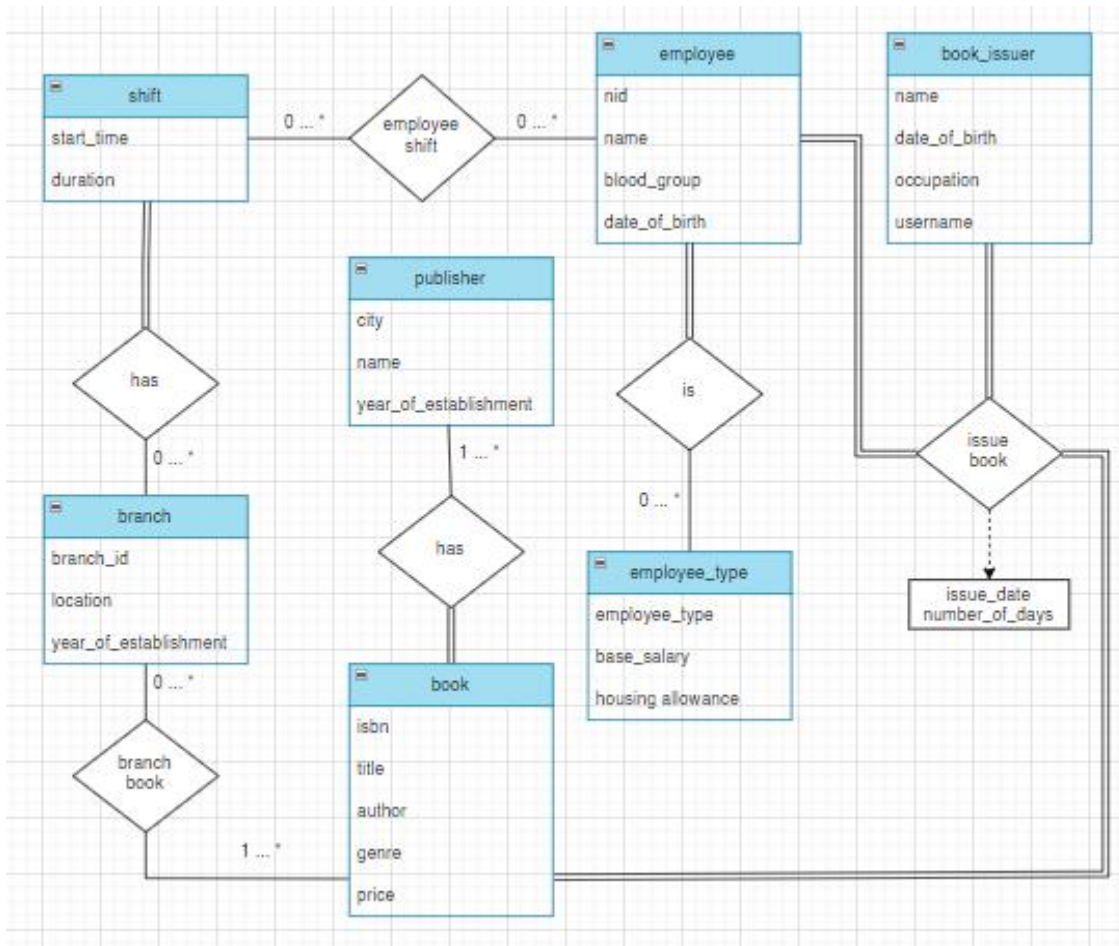 shift
start_time
duration
0 ... *
employee
shift
0 ... *
employee
nid
name
blood_group
date_of_birth
book_issuer
name
date_of_birth
occupation
username
has
0 ... *
publisher
city
name
year_of_establishment
1 ... *
is
0 ... *
issue
book
issue_date
number_of_days
branch
branch_id
location
year_of_establishment
0 ... *
has
employee_type
employee_type
base_salary
housing allowance
branch
book
1 ... *
book
isbn
title
author
genre
price